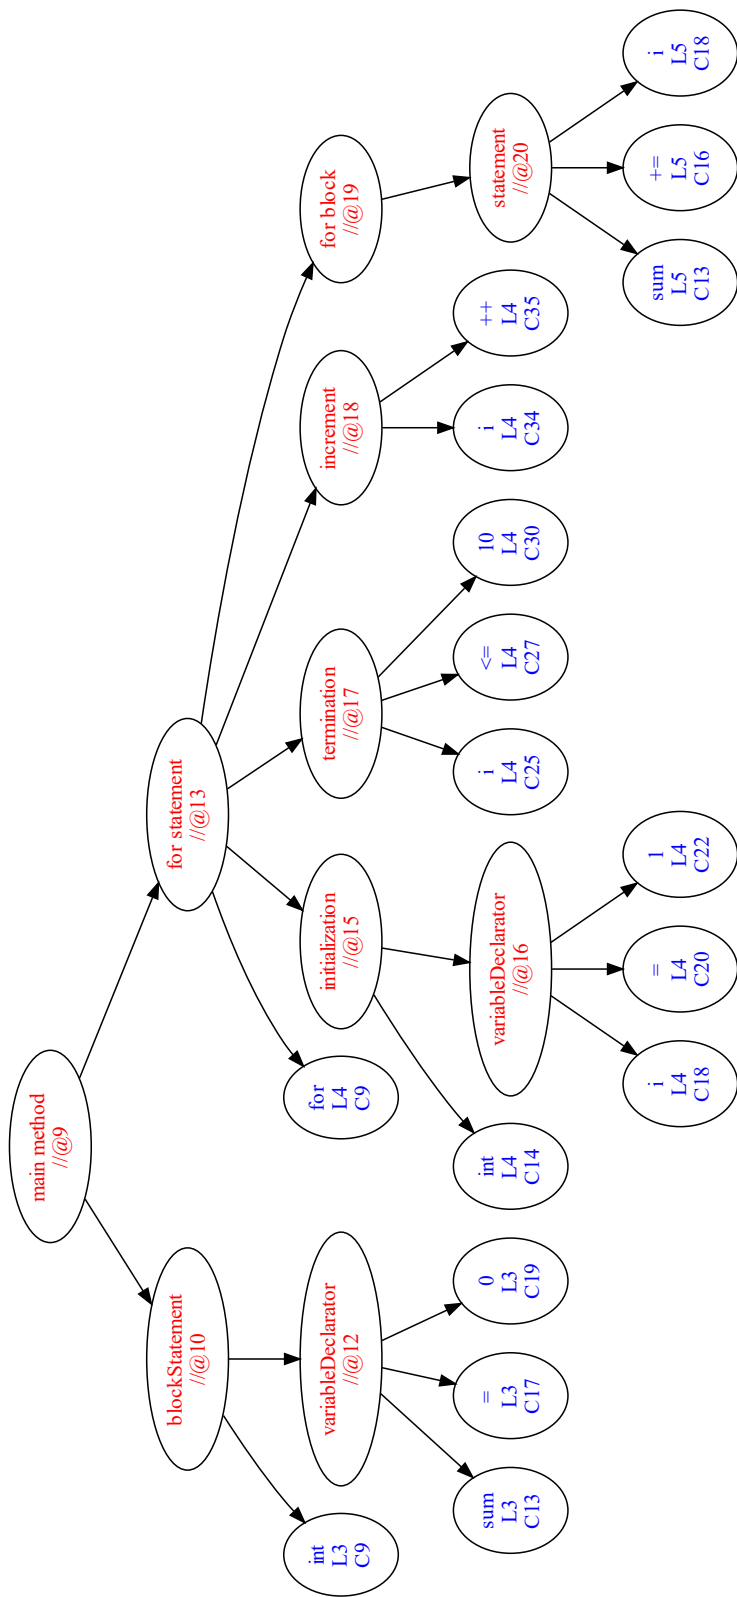 main method
//@9
blockStatement
//@10
for statement
//@13
int
L3
C9
variableDeclarator
//@12
for
L4
C9
initialization
//@15
termination
//@17
increment
//@18
for block
//@19
sum
L3
C13
=
L3
C17
0
L3
C19
int
L4
C14
variableDeclarator
//@16
i
L4
C25
<=
L4
C27
10
L4
C30
i
L4
C34
++
L4
C35
statement
//@20
i
L4
C18
=
L4
C20
1
L4
C22
sum
L5
C13
+=
L5
C16
i
L5
C18